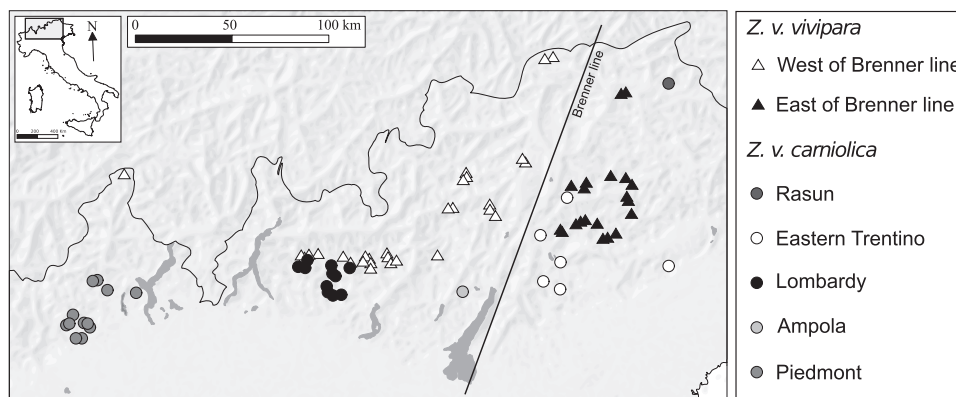 N
0 200 400 km
0 50 100 km
Brenner line
Z. v. vivipara
West of Brenner line
East of Brenner line
Z. v. carniolica
Rasun
Eastern Trentino
Lombardy
Ampola
Piedmont